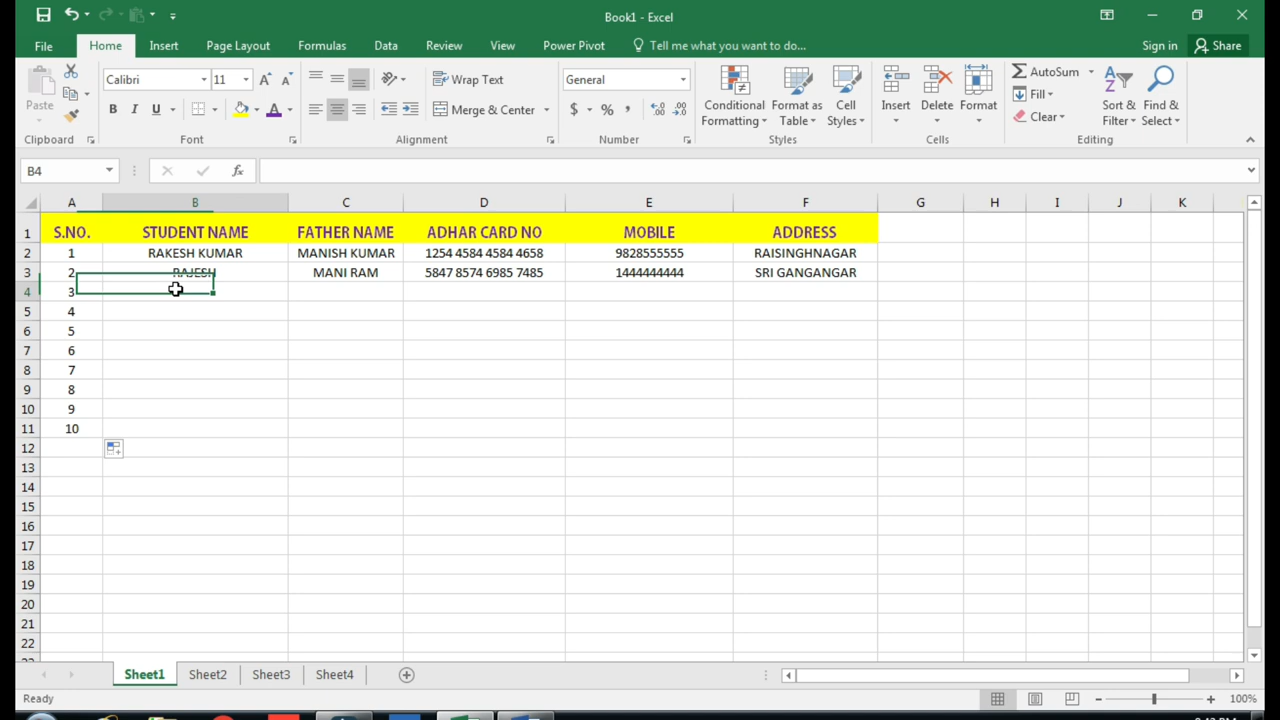 Book1 - Excel
File Home Insert Page Layout Formulas Data Review View Power Pivot Tell me what you want to do... Sign in Share
Paste Calibri 11 Wrap Text General Conditional Formatting Format as Table Cell Styles Insert Delete Format AutoSum Fill Clear Sort & Filter Find & Select
B I U A Merge & Center $ % ,
Clipboard Font Alignment Number Styles Cells Editing
B4 fx
A B C D E F G H I J K L
1 S.NO. STUDENT NAME FATHER NAME ADHAR CARD NO MOBILE ADDRESS
2 1 RAKESH KUMAR MANISH KUMAR 1254 4584 4584 4658 9828555555 RAISINGHNAGAR
3 2 RAJESH MANI RAM 5847 8574 6985 7485 1444444444 SRI GANGANGAR
4 3
5 4
6 5
7 6
8 7
9 8
10 9
11 10
12
13
14
15
16
17
18
19
20
21
22
Sheet1 Sheet2 Sheet3 Sheet4
Ready 100%